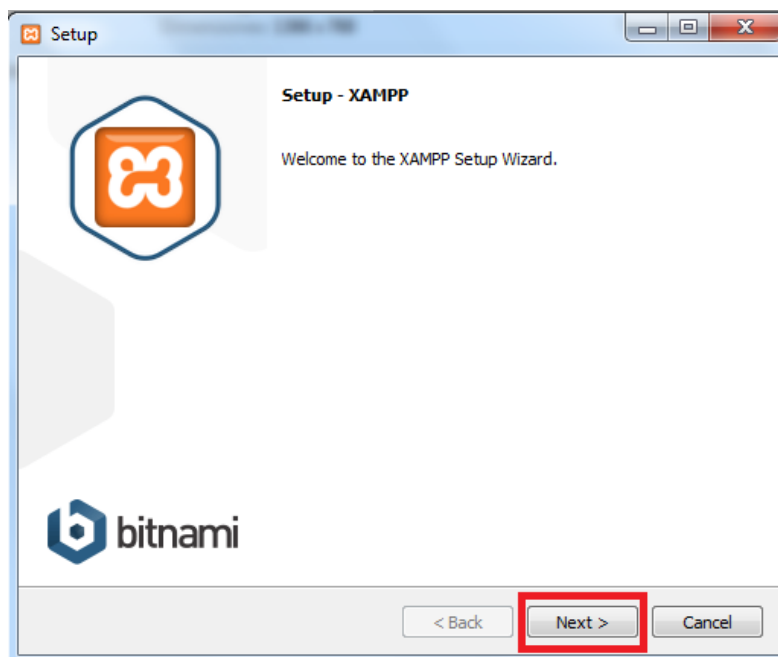 Setup
Setup - XAMPP
Welcome to the XAMPP Setup Wizard.
bitnami
< Back
Next >
Cancel